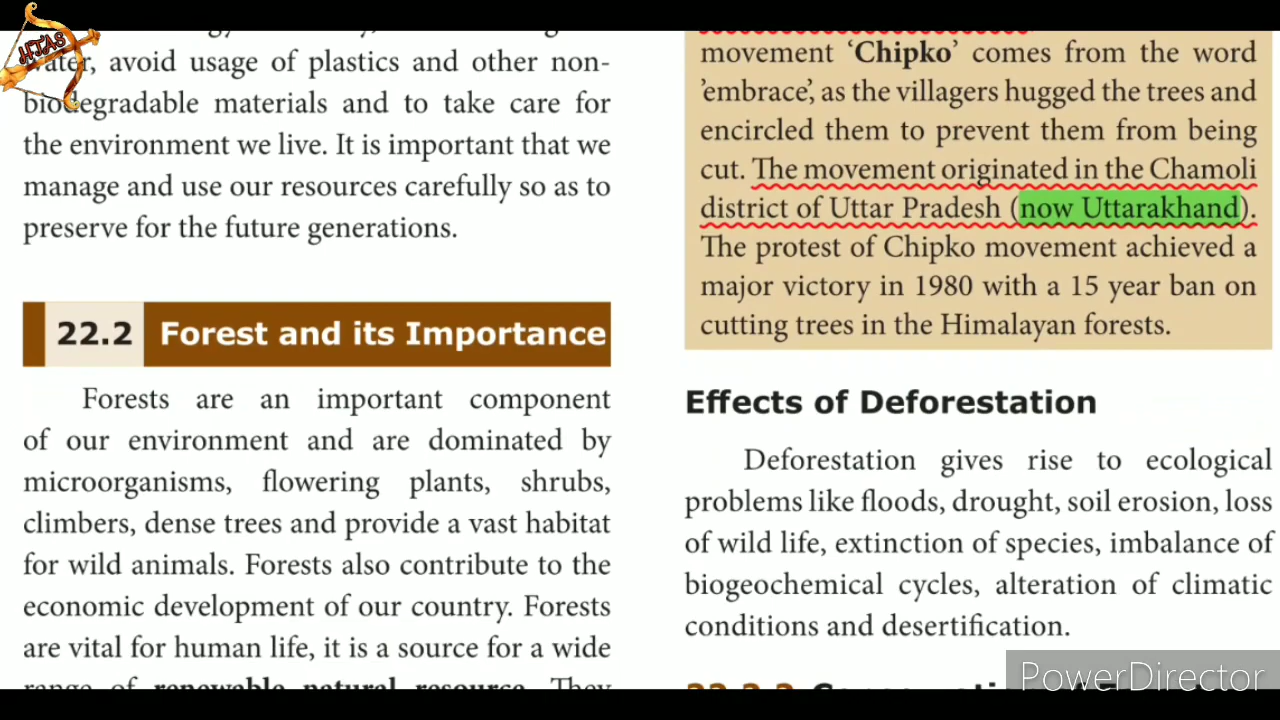 HTAS
water, avoid usage of plastics and other non-
biodegradable materials and to take care for
the environment we live. It is important that we
manage and use our resources carefully so as to
preserve for the future generations.
22.2 Forest and its Importance
Forests are an important component
of our environment and are dominated by
microorganisms, flowering plants, shrubs,
climbers, dense trees and provide a vast habitat
for wild animals. Forests also contribute to the
economic development of our country. Forests
are vital for human life, it is a source for a wide
range of renewable natural resource. They
movement ‘Chipko’ comes from the word
'embrace', as the villagers hugged the trees and
encircled them to prevent them from being
cut. The movement originated in the Chamoli
district of Uttar Pradesh (now Uttarakhand).
The protest of Chipko movement achieved a
major victory in 1980 with a 15 year ban on
cutting trees in the Himalayan forests.
Effects of Deforestation
Deforestation gives rise to ecological
problems like floods, drought, soil erosion, loss
of wild life, extinction of species, imbalance of
biogeochemical cycles, alteration of climatic
conditions and desertification.
PowerDirector